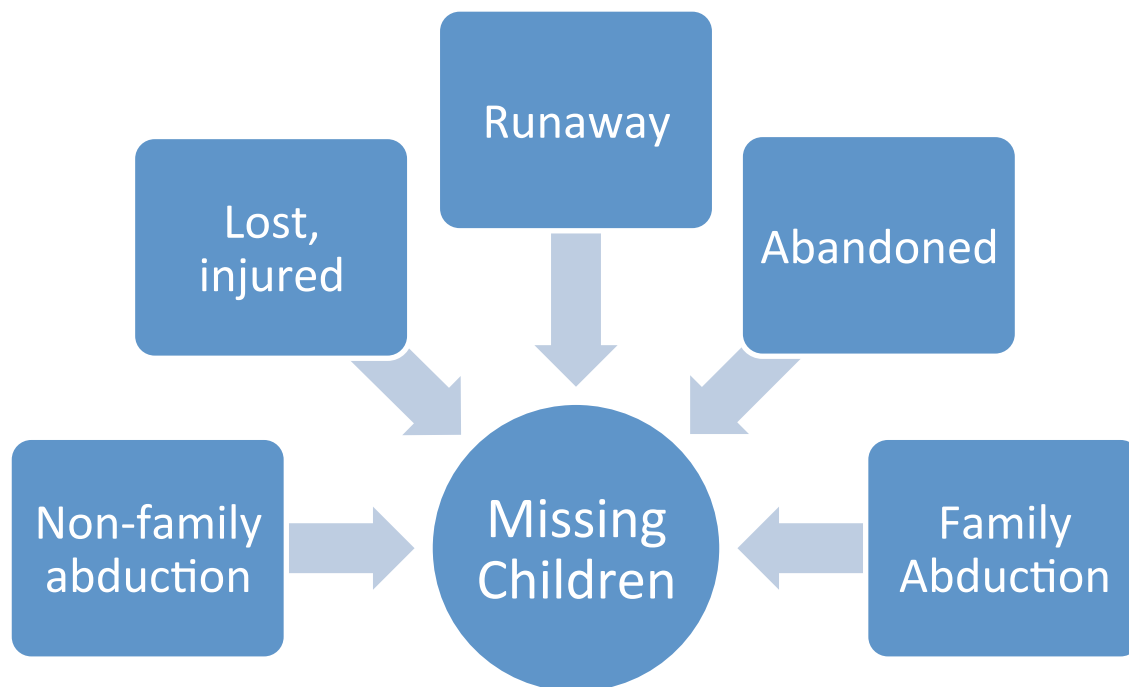 Runaway
Lost,
injured
Abandoned
Non-family
abduction
Missing
Children
Family
Abduction